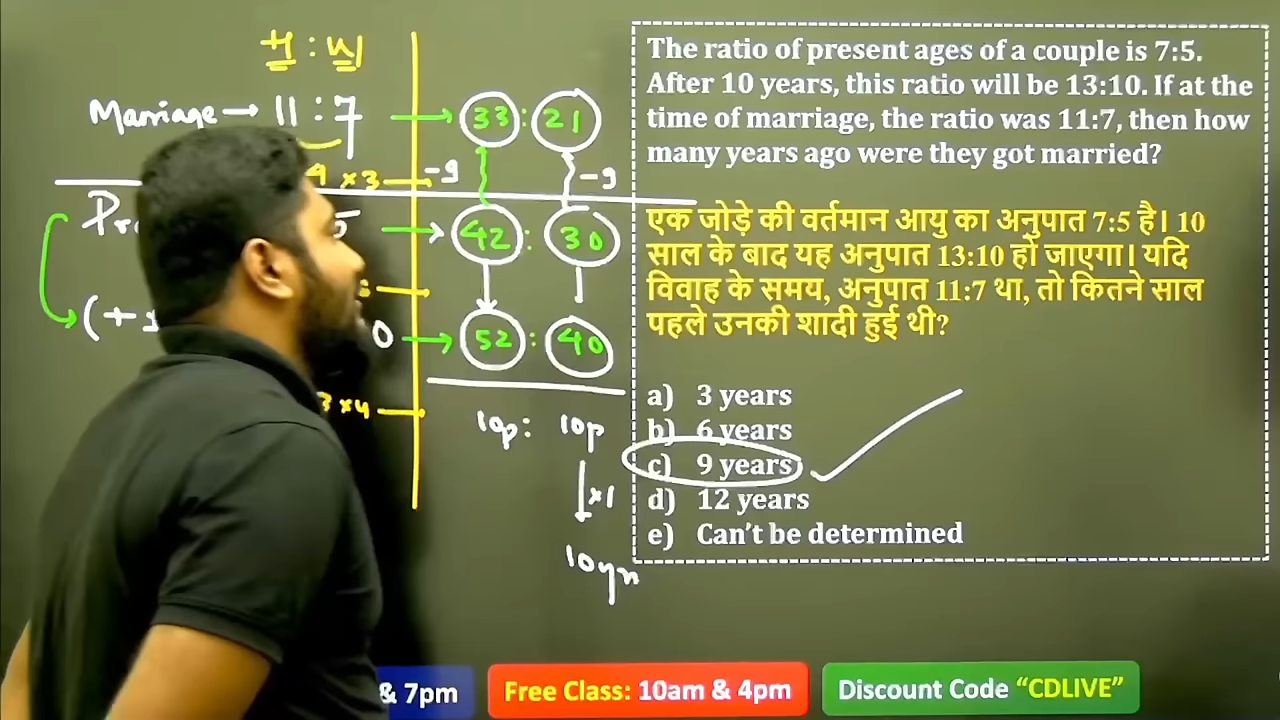 म : w
Marriage → 11 : 7 → 33 : 21
4 × 3 -9 -9
5 → 42 : 30
0 → 52 : 40
3 × 4
10p : 10p
×1
10yr
The ratio of present ages of a couple is 7:5.
After 10 years, this ratio will be 13:10. If at the
time of marriage, the ratio was 11:7, then how
many years ago were they got married?
एक जोड़े की वर्तमान आयु का अनुपात 7:5 है। 10
साल के बाद यह अनुपात 13:10 हो जाएगा। यदि
विवाह के समय, अनुपात 11:7 था, तो कितने साल
पहले उनकी शादी हुई थी?
a) 3 years
b) 6 years
c) 9 years
d) 12 years
e) Can't be determined
& 7pm
Free Class: 10am & 4pm
Discount Code “CDLIVE”